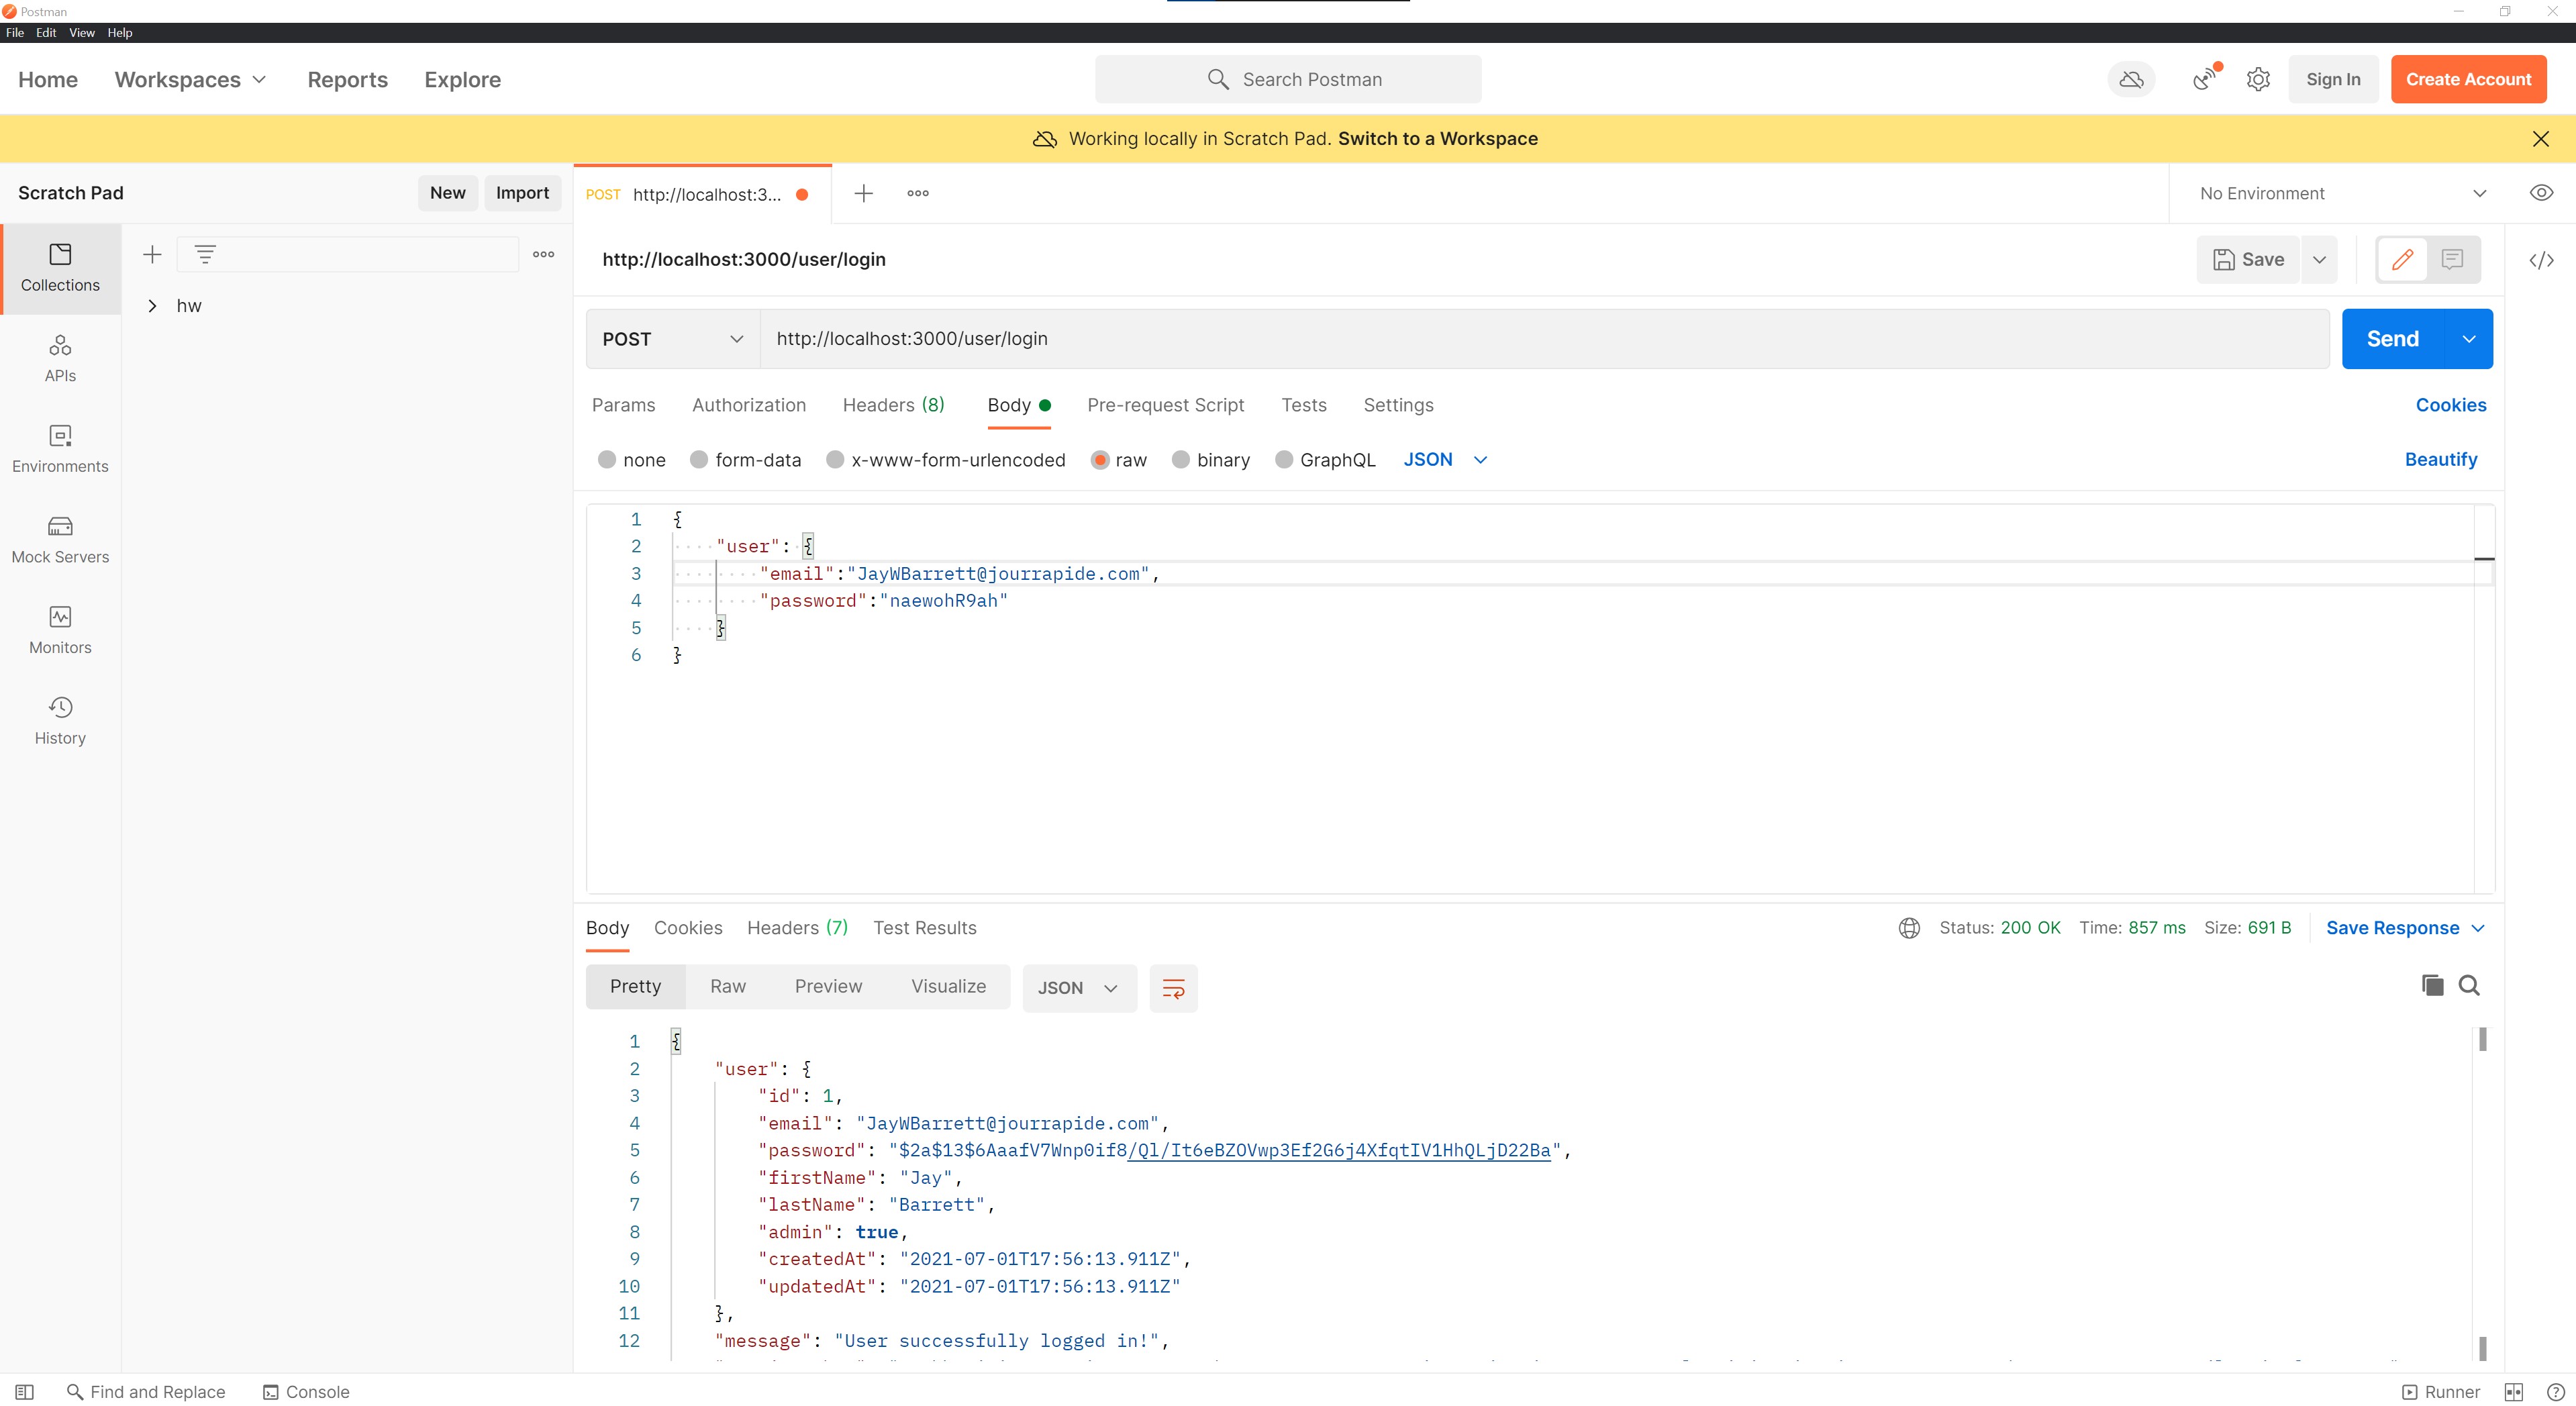 Postman
File Edit View Help
Home Workspaces Reports Explore Search Postman Sign In Create Account
Working locally in Scratch Pad. Switch to a Workspace
Scratch Pad New Import POST http://localhost:3... No Environment
Collections
http://localhost:3000/user/login Save
hw
POST http://localhost:3000/user/login Send
APIs
Params Authorization Headers (8) Body Pre-request Script Tests Settings Cookies
Environments
none form-data x-www-form-urlencoded raw binary GraphQL JSON Beautify
Mock Servers
Monitors
History
1 {
2 "user": {
3 "email":"JayWBarrett@jourrapide.com",
4 "password":"naewohR9ah"
5 }
6 }
Body Cookies Headers (7) Test Results Status: 200 OK Time: 857 ms Size: 691 B Save Response
Pretty Raw Preview Visualize JSON
1 {
2 "user": {
3 "id": 1,
4 "email": "JayWBarrett@jourrapide.com",
5 "password": "$2a$13$6AaafV7Wnp0if8/Ql/It6eBZOVwp3Ef2G6j4XfqtIV1HhQLjD22Ba",
6 "firstName": "Jay",
7 "lastName": "Barrett",
8 "admin": true,
9 "createdAt": "2021-07-01T17:56:13.911Z",
10 "updatedAt": "2021-07-01T17:56:13.911Z"
11 },
12 "message": "User successfully logged in!",
Find and Replace Console Runner